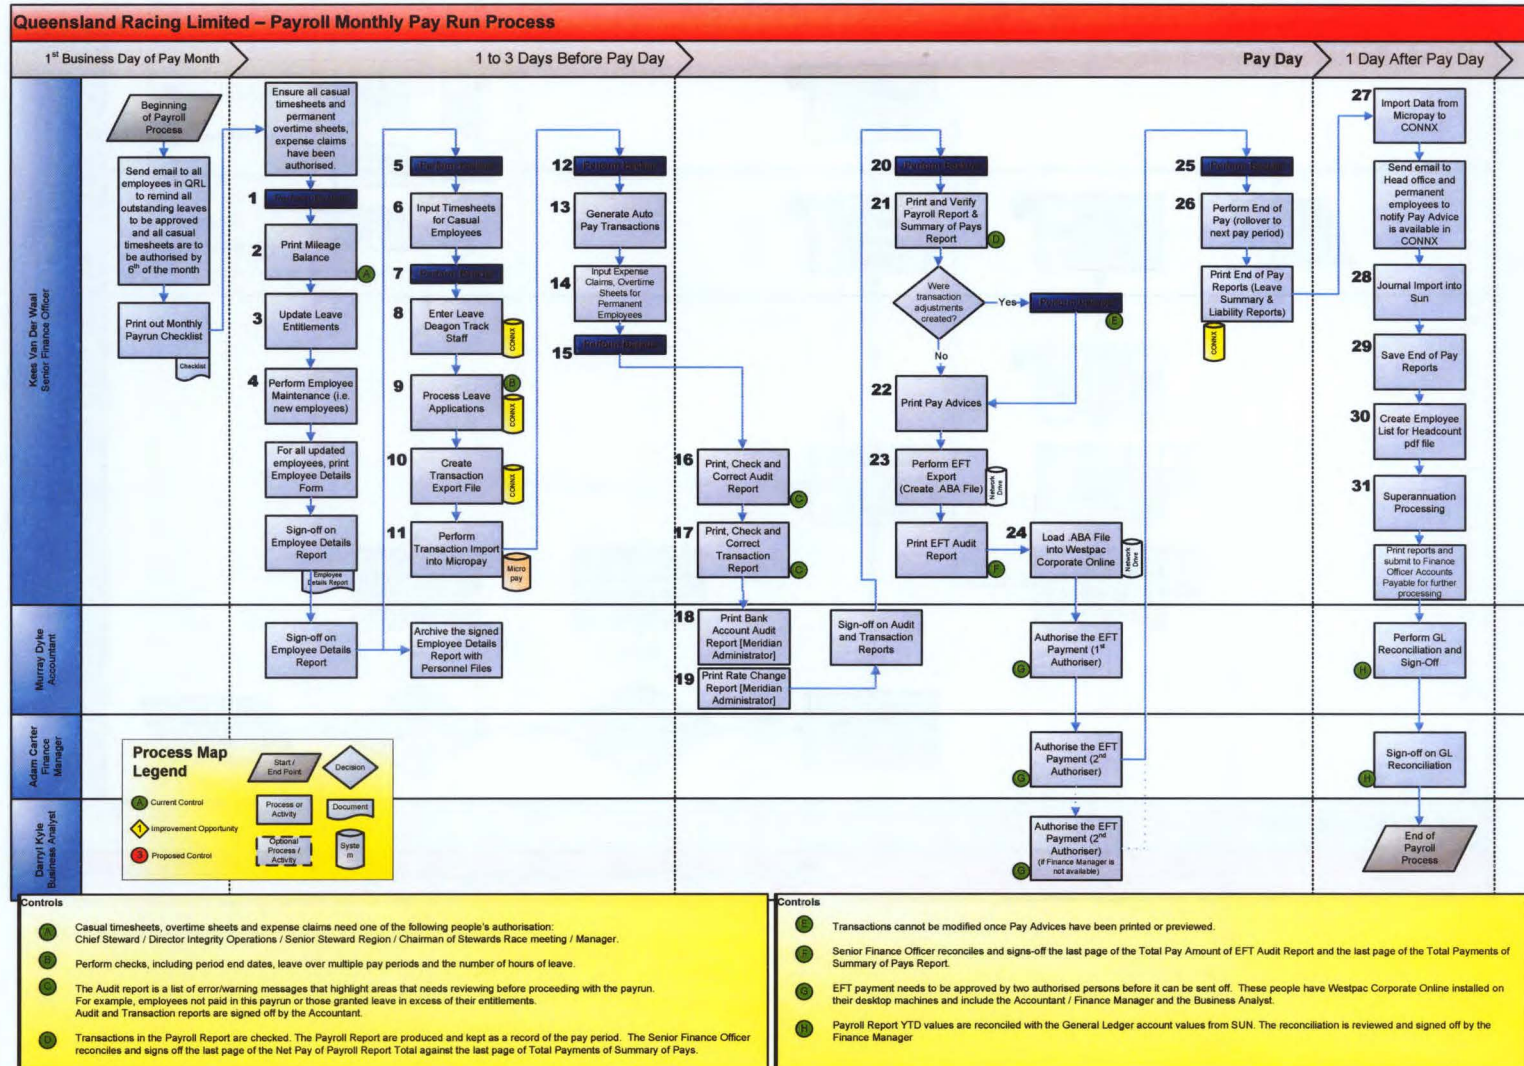 Queensland Racing Limited – Payroll Monthly Pay Run Process
1st Business Day of Pay Month
1 to 3 Days Before Pay Day
Pay Day
1 Day After Pay Day
Kees Van Der Waal
Senior Finance Officer
Beginning
of Payroll
Process
Send email to all
employees in QRL
to remind all
outstanding leaves
to be approved
and all casual
timesheets are to
be authorised by
6th of the month
Print out Monthly
Payrun Checklist
Checklist
Ensure all casual
timesheets and
permanent
overtime sheets,
expense claims
have been
authorised.
1
Perform Backup
2
Print Mileage
Balance
A
3
Update Leave
Entitlements
4
Perform Employee
Maintenance (i.e.
new employees)
For all updated
employees, print
Employee Details
Form
Sign-off on
Employee Details
Report
Employee
Details Report
5
Perform Backup
6
Input Timesheets
for Casual
Employees
7
Perform Backup
8
Enter Leave
Deagon Track
Staff
CONNX
9
B
Process Leave
Applications
CONNX
10
Create
Transaction
Export File
CONNX
11
Perform
Transaction Import
into Micropay
Micro
pay
12
Perform Backup
13
Generate Auto
Pay Transactions
14
Input Expense
Claims, Overtime
Sheets for
Permanent
Employees
15
Perform Backup
16
Print, Check and
Correct Audit
Report
C
17
Print, Check and
Correct
Transaction
Report
C
20
Perform Backup
21
Print and Verify
Payroll Report &
Summary of Pays
Report
D
Were
transaction
adjustments
created?
Yes
Perform Backup
E
No
22
Print Pay Advices
23
Perform EFT
Export
(Create .ABA File)
Network
Drive
Print EFT Audit
Report
F
24
Load .ABA File
into Westpac
Corporate Online
Network
Drive
25
Perform Backup
26
Perform End of
Pay (rollover to
next pay period)
Print End of Pay
Reports (Leave
Summary &
Liability Reports)
CONNX
27
Import Data from
Micropay to
CONNX
Send email to
Head office and
permanent
employees to
notify Pay Advice
is available in
CONNX
28
Journal Import into
Sun
29
Save End of Pay
Reports
30
Create Employee
List for Headcount
pdf file
31
Superannuation
Processing
Print reports and
submit to Finance
Officer Accounts
Payable for further
processing
Murray Dyke
Accountant
Sign-off on
Employee Details
Report
Archive the signed
Employee Details
Report with
Personnel Files
18
Print Bank
Account Audit
Report [Meridian
Administrator]
19
Print Rate Change
Report [Meridian
Administrator]
Sign-off on Audit
and Transaction
Reports
Authorise the EFT
Payment (1st
Authoriser)
G
Perform GL
Reconciliation and
Sign-Off
H
Adam Carter
Finance
Manager
Authorise the EFT
Payment (2nd
Authoriser)
G
Sign-off on GL
Reconciliation
H
Darryl Kyle
Business Analyst
Authorise the EFT
Payment (2nd
Authoriser)
(if Finance Manager is
not available)
G
End of
Payroll
Process
Process Map
Legend
Start /
End Point
Decision
A Current Control
Process or
Activity
Document
1 Improvement Opportunity
Optional
Process /
Activity
Syste
m
3 Proposed Control
Controls
A Casual timesheets, overtime sheets and expense claims need one of the following people's authorisation:
Chief Steward / Director Integrity Operations / Senior Steward Region / Chairman of Stewards Race meeting / Manager.
B Perform checks, including period end dates, leave over multiple pay periods and the number of hours of leave.
C The Audit report is a list of error/warning messages that highlight areas that needs reviewing before proceeding with the payrun.
For example, employees not paid in this payrun or those granted leave in excess of their entitlements.
Audit and Transaction reports are signed off by the Accountant.
D Transactions in the Payroll Report are checked. The Payroll Report are produced and kept as a record of the pay period. The Senior Finance Officer
reconciles and signs off the last page of the Net Pay of Payroll Report Total against the last page of Total Payments of Summary of Pays.
Controls
E Transactions cannot be modified once Pay Advices have been printed or previewed.
F Senior Finance Officer reconciles and signs-off the last page of the Total Pay Amount of EFT Audit Report and the last page of the Total Payments of
Summary of Pays Report.
G EFT payment needs to be approved by two authorised persons before it can be sent off. These people have Westpac Corporate Online installed on
their desktop machines and include the Accountant / Finance Manager and the Business Analyst.
H Payroll Report YTD values are reconciled with the General Ledger account values from SUN. The reconciliation is reviewed and signed off by the
Finance Manager